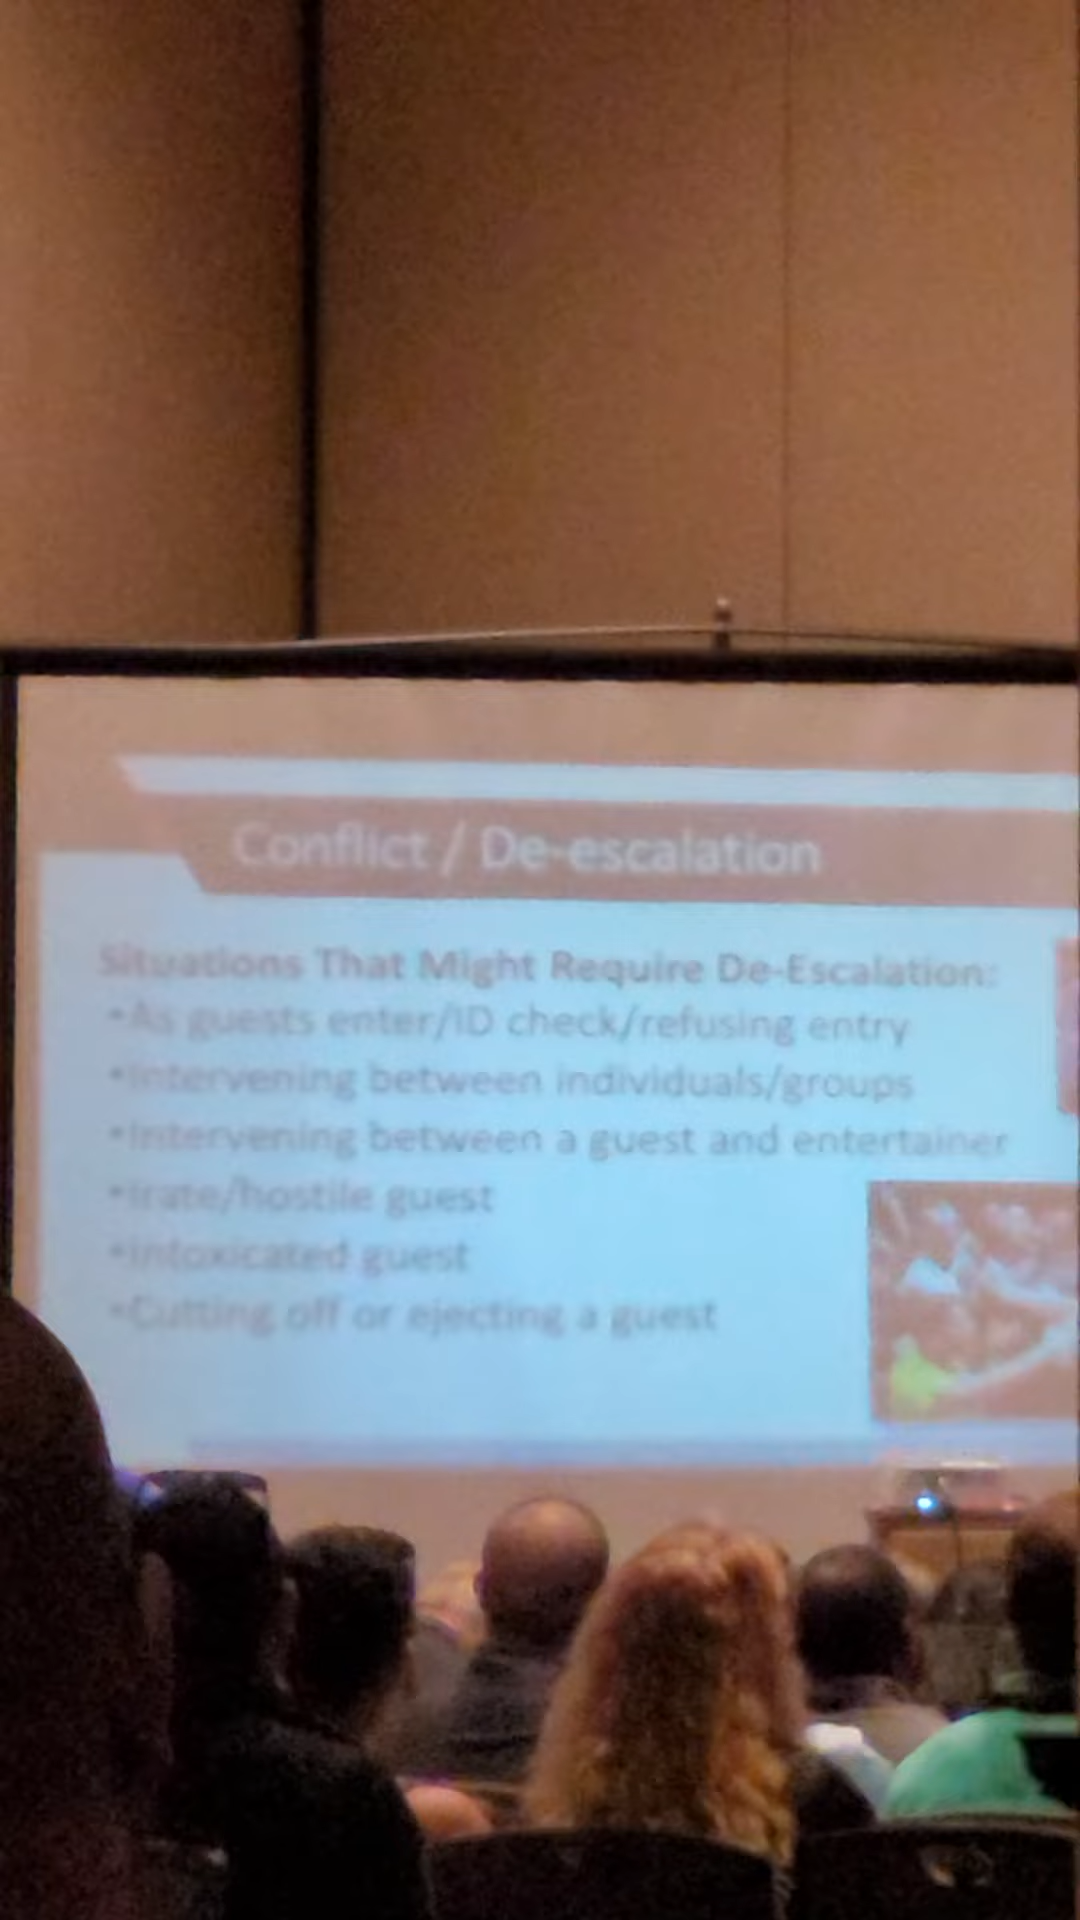 Conflict / De-escalation
Situations That Might Require De-Escalation:
•As guests enter/ID check/refusing entry
•Intervening between individuals/groups
•Intervening between a guest and entertainer
•Irate/hostile guest
•Intoxicated guest
•Cutting off or ejecting a guest